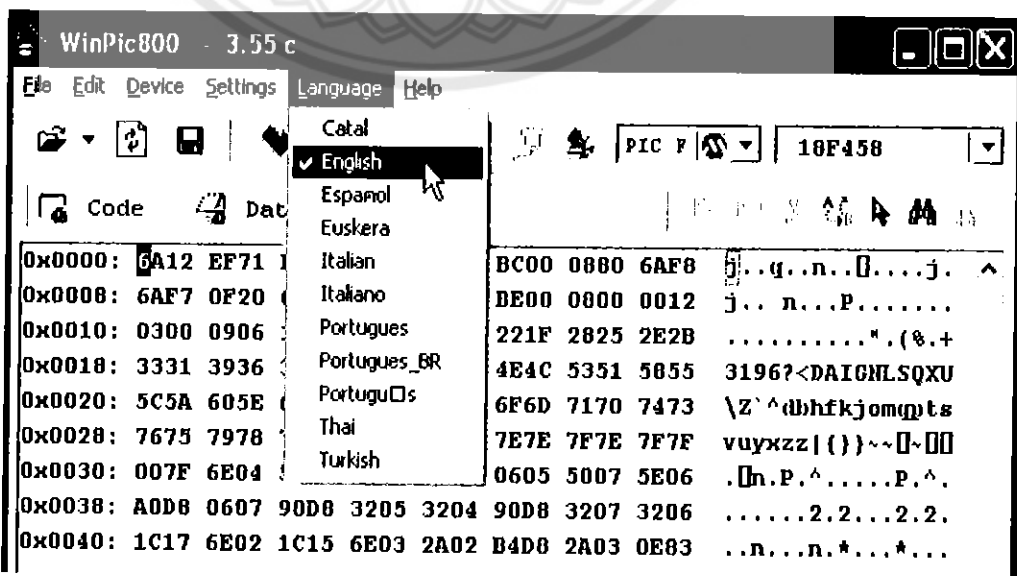 WinPic800 - 3.55 c
File Edit Device Settings Language Help
PIC F 18F458
Code Dat
Catal
English
Espanol
Euskera
Italian
Italiano
Portugues
Portugues_BR
Portugu□s
Thai
Turkish
0x0000: 6A12 EF71 BC00 0880 6AF8 j..q..n..▯....j.
0x0008: 6AF7 0F20 BE00 0800 0012 j.. n...P.......
0x0010: 0300 0906 221F 2825 2E2B ..........".(%.+
0x0018: 3331 3936 4E4C 5351 5855 3196?<DAIGNLSQXU
0x0020: 5C5A 605E 6F6D 7170 7473 \Z`^dbhfkjomqpts
0x0028: 7675 7978 7E7E 7F7E 7F7F vuyxzz|{}}~~▯~▯▯
0x0030: 007F 6E04 0605 5007 5E06 .▯n.P.^.....P.^.
0x0038: A0D8 0607 90D8 3205 3204 90D8 3207 3206 ......2.2...2.2.
0x0040: 1C17 6E02 1C15 6E03 2A02 B4D8 2A03 0E83 ..n...n.*...*...